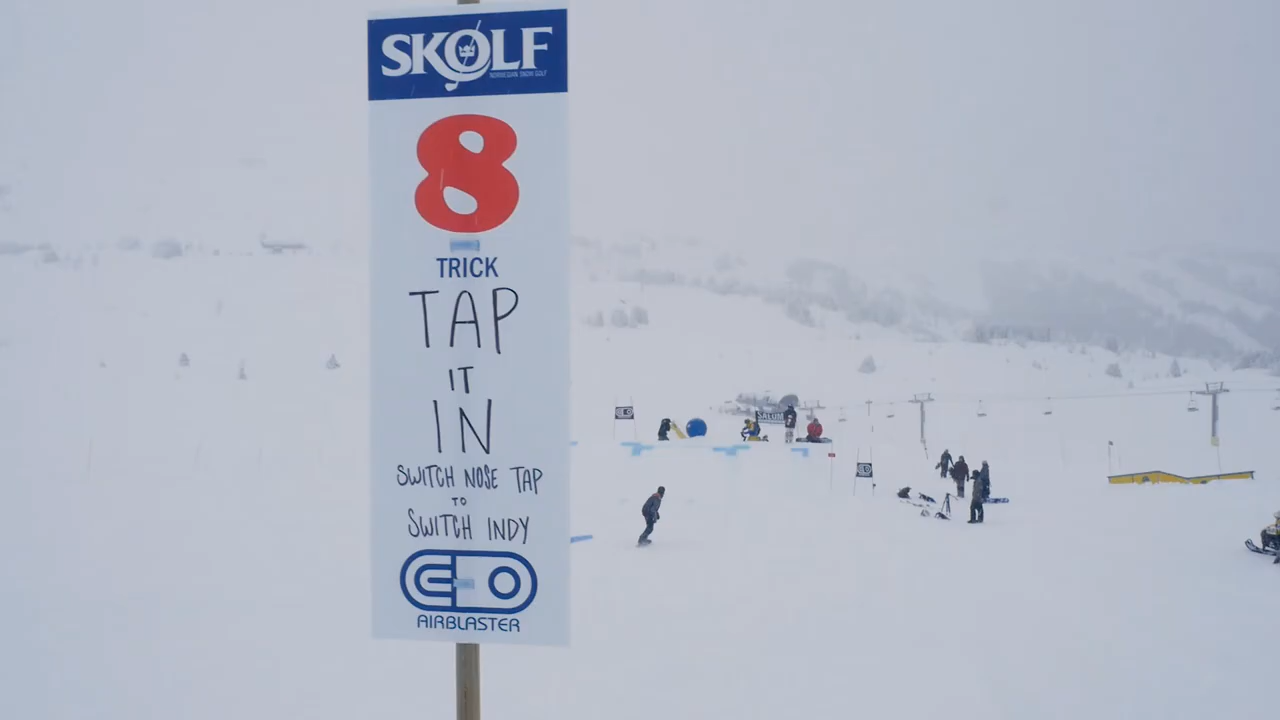 SKOLF
NORWEGIAN SNOW GOLF
8
TRICK
TAP
IT
IN
SWITCH NOSE TAP
TO
SWITCH INDY
AIRBLASTER